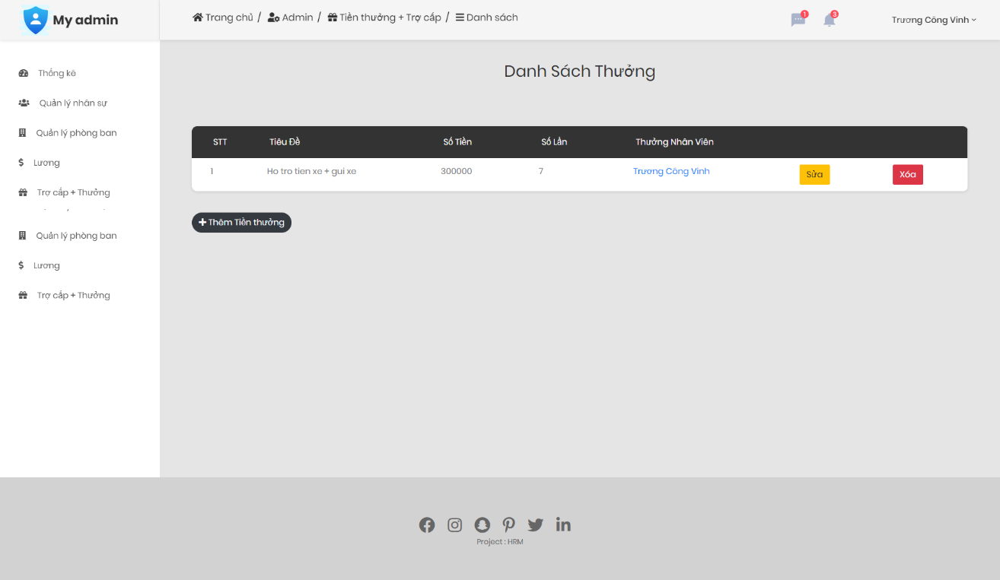 My admin
Trang chủ / Admin / Tiền thưởng + Trợ cấp / Danh sách
1
3
Trương Công Vinh
Thống kê
Quản lý nhân sự
Quản lý phòng ban
Lương
Trợ cấp + Thưởng
Quản lý phòng ban
Lương
Trợ cấp + Thưởng
Danh Sách Thưởng
STT Tiêu Đề Số Tiền Số Lần Thưởng Nhân Viên
1 Ho tro tien xe + gui xe 300000 7 Trương Công Vinh Sửa Xóa
Thêm Tiền thưởng
Project : HRM